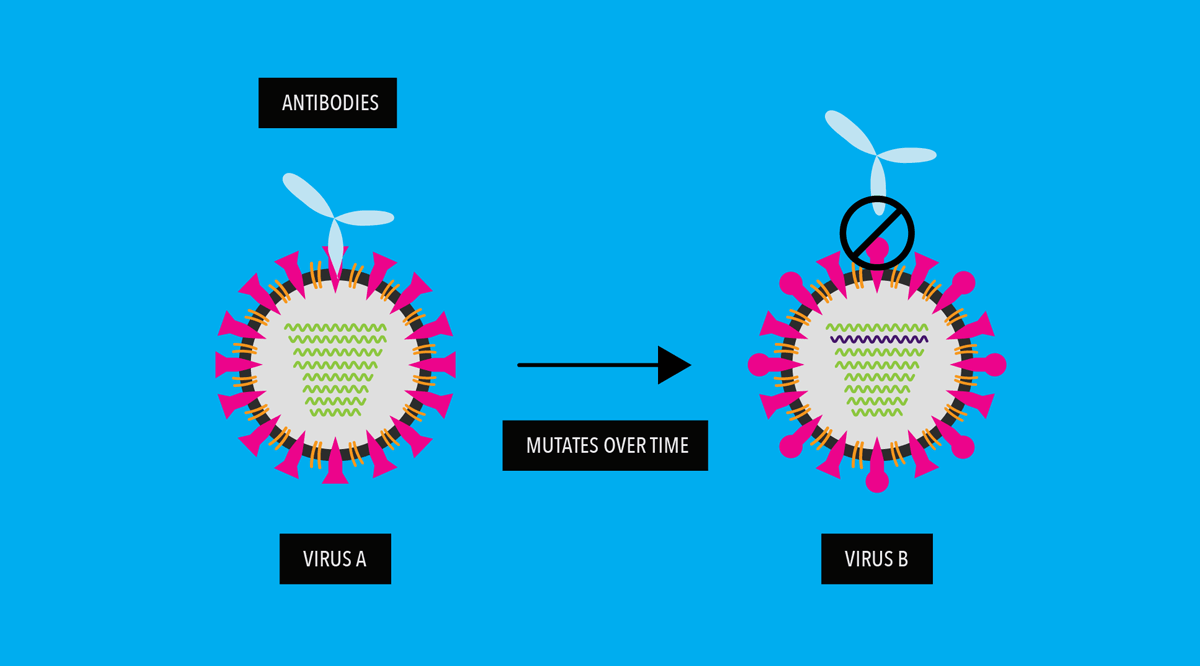 ANTIBODIES
MUTATES OVER TIME
VIRUS A
VIRUS B